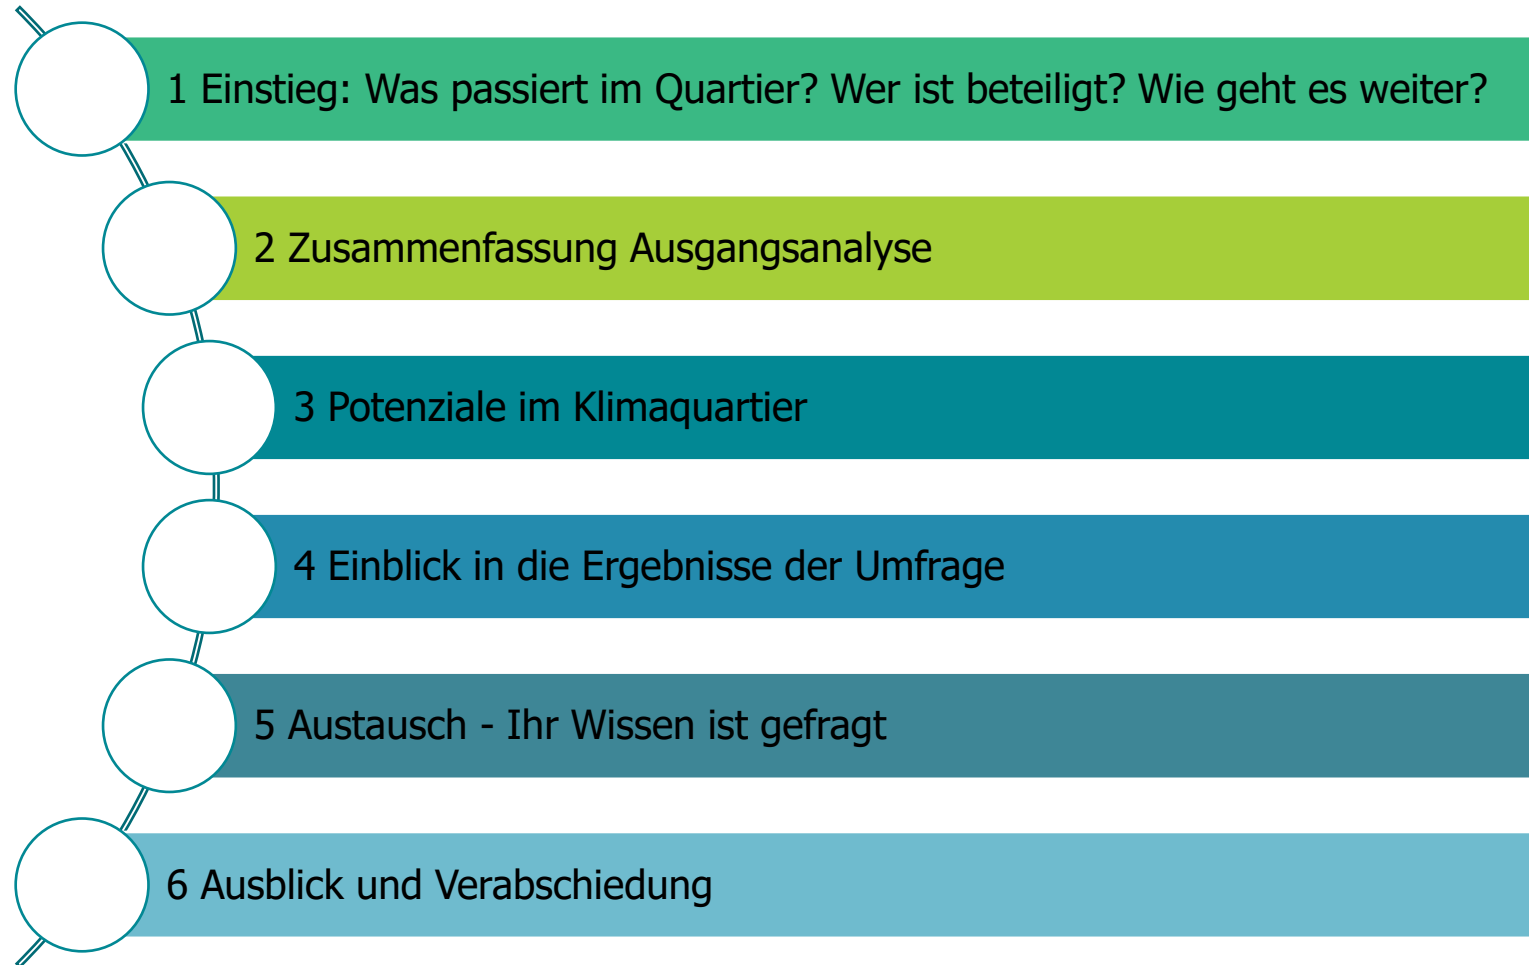 1 Einstieg: Was passiert im Quartier? Wer ist beteiligt? Wie geht es weiter?
2 Zusammenfassung Ausgangsanalyse
3 Potenziale im Klimaquartier
4 Einblick in die Ergebnisse der Umfrage
5 Austausch - Ihr Wissen ist gefragt
6 Ausblick und Verabschiedung